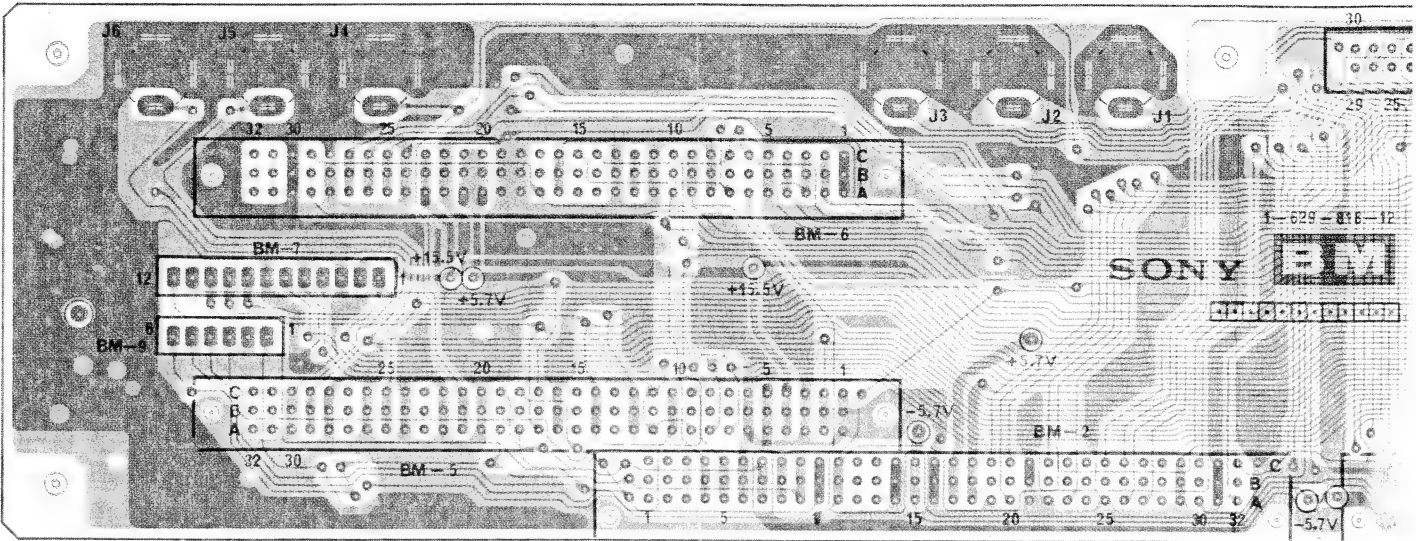 30
J6 J5 J4
J3 J2 J1
29 35
32 30 25 20 15 10 5 1
C
B
A
1-629-816-12
BM-7
BM-6
+15.5V
SONY BM
12 1
+5.7V
+15.5V
6 1
BM-9
+5.7V
25 20 15 10 5 1
C
B
A
-5.7V
BM-2
32 30
BM-5
C
B
A
1 5 15 20 25 30 32
-5.7V